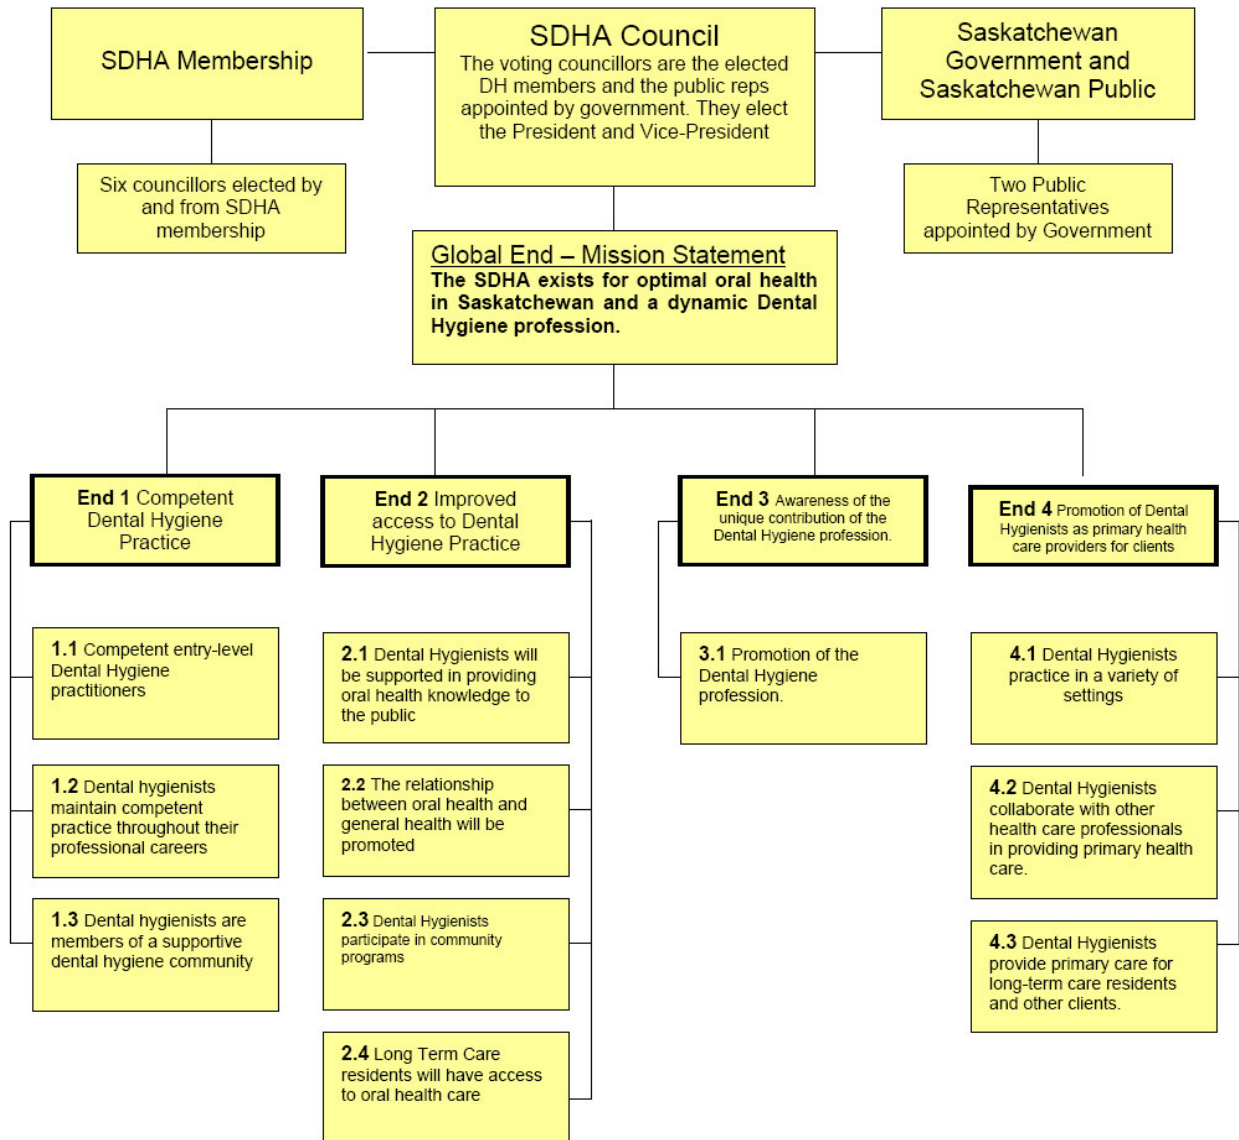 SDHA Membership
SDHA Council
The voting councillors are the elected
DH members and the public reps
appointed by government. They elect
the President and Vice-President
Saskatchewan
Government and
Saskatchewan Public
Six councillors elected by
and from SDHA
membership
Two Public
Representatives
appointed by Government
Global End – Mission Statement
The SDHA exists for optimal oral health
in Saskatchewan and a dynamic Dental
Hygiene profession.
End 1 Competent
Dental Hygiene
Practice
1.1 Competent entry-level
Dental Hygiene
practitioners
1.2 Dental hygienists
maintain competent
practice throughout their
professional careers
1.3 Dental hygienists are
members of a supportive
dental hygiene community
End 2 Improved
access to Dental
Hygiene Practice
2.1 Dental Hygienists will
be supported in providing
oral health knowledge to
the public
2.2 The relationship
between oral health and
general health will be
promoted
2.3 Dental Hygienists
participate in community
programs
2.4 Long Term Care
residents will have access
to oral health care
End 3 Awareness of the
unique contribution of the
Dental Hygiene profession.
3.1 Promotion of the
Dental Hygiene
profession.
End 4 Promotion of Dental
Hygienists as primary health
care providers for clients
4.1 Dental Hygienists
practice in a variety of
settings
4.2 Dental Hygienists
collaborate with other
health care professionals
in providing primary health
care.
4.3 Dental Hygienists
provide primary care for
long-term care residents
and other clients.